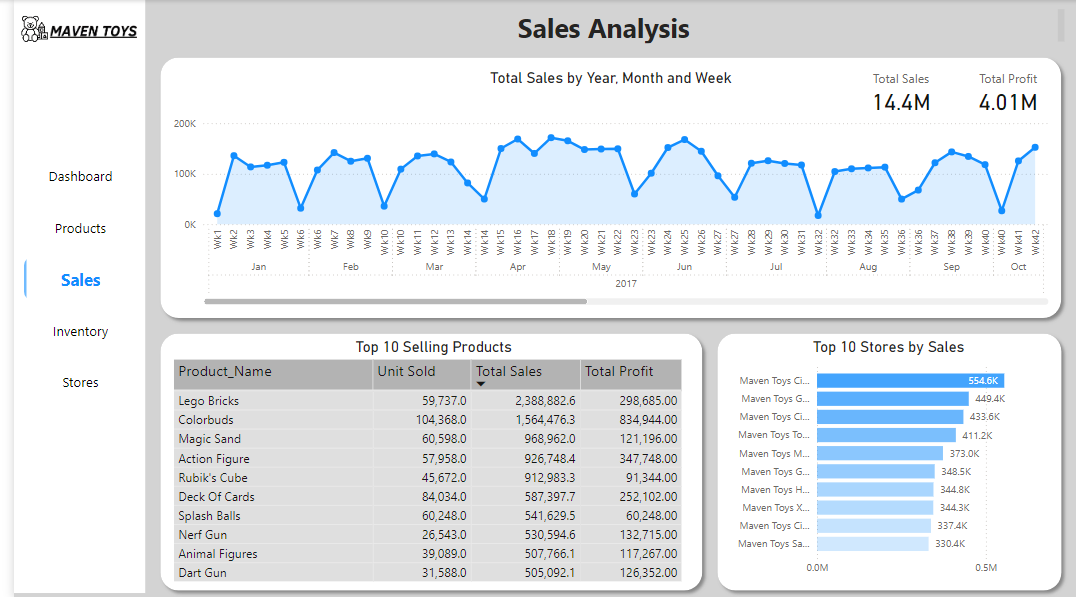 MAVEN TOYS
Sales Analysis
Dashboard
Products
Sales
Inventory
Stores
Total Sales by Year, Month and Week
Total Sales
14.4M
Total Profit
4.01M
200K
100K
0K
Wk1 Wk2 Wk3 Wk4 Wk5 Wk6 Wk6 Wk7 Wk8 Wk9 Wk10 Wk10 Wk11 Wk12 Wk13 Wk14 Wk14 Wk15 Wk16 Wk17 Wk18 Wk19 Wk20 Wk21 Wk22 Wk23 Wk23 Wk24 Wk25 Wk26 Wk27 Wk27 Wk28 Wk29 Wk30 Wk31 Wk32 Wk32 Wk33 Wk34 Wk35 Wk36 Wk36 Wk37 Wk38 Wk39 Wk40 Wk40 Wk41 Wk42
Jan Feb Mar Apr May Jun Jul Aug Sep Oct
2017
Top 10 Selling Products
Product_Name Unit Sold Total Sales Total Profit
Lego Bricks 59,737.0 2,388,882.6 298,685.00
Colorbuds 104,368.0 1,564,476.3 834,944.00
Magic Sand 60,598.0 968,962.0 121,196.00
Action Figure 57,958.0 926,748.4 347,748.00
Rubik's Cube 45,672.0 912,983.3 91,344.00
Deck Of Cards 84,034.0 587,397.7 252,102.00
Splash Balls 60,248.0 541,629.5 60,248.00
Nerf Gun 26,543.0 530,594.6 132,715.00
Animal Figures 39,089.0 507,766.1 117,267.00
Dart Gun 31,588.0 505,092.1 126,352.00
Top 10 Stores by Sales
Maven Toys Ci... 554.6K
Maven Toys G... 449.4K
Maven Toys Ci... 433.6K
Maven Toys To... 411.2K
Maven Toys M... 373.0K
Maven Toys G... 348.5K
Maven Toys H... 344.8K
Maven Toys X... 344.3K
Maven Toys Ci... 337.4K
Maven Toys Sa... 330.4K
0.0M 0.5M